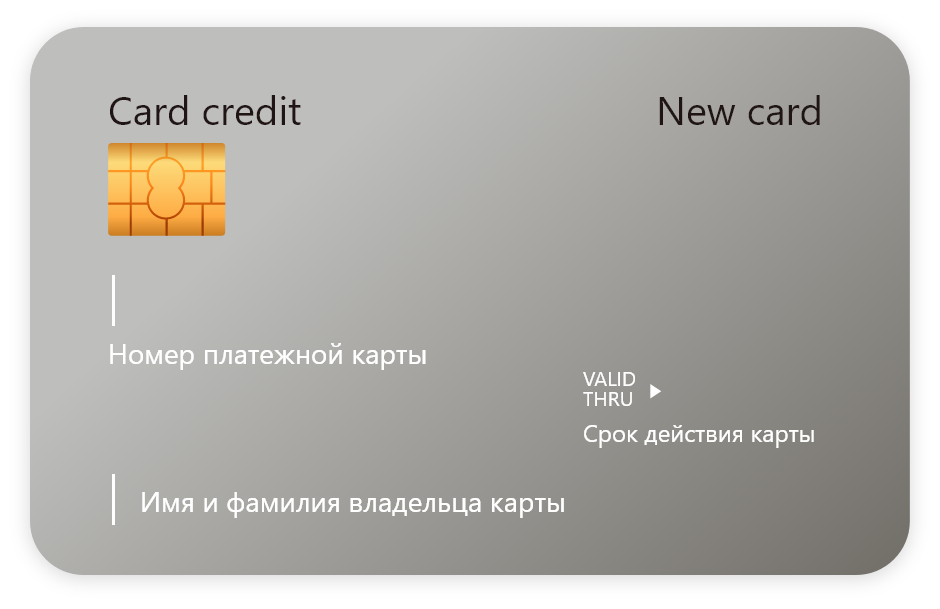 Card credit
New card
Номер платежной карты
VALID
THRU
Срок действия карты
Имя и фамилия владельца карты